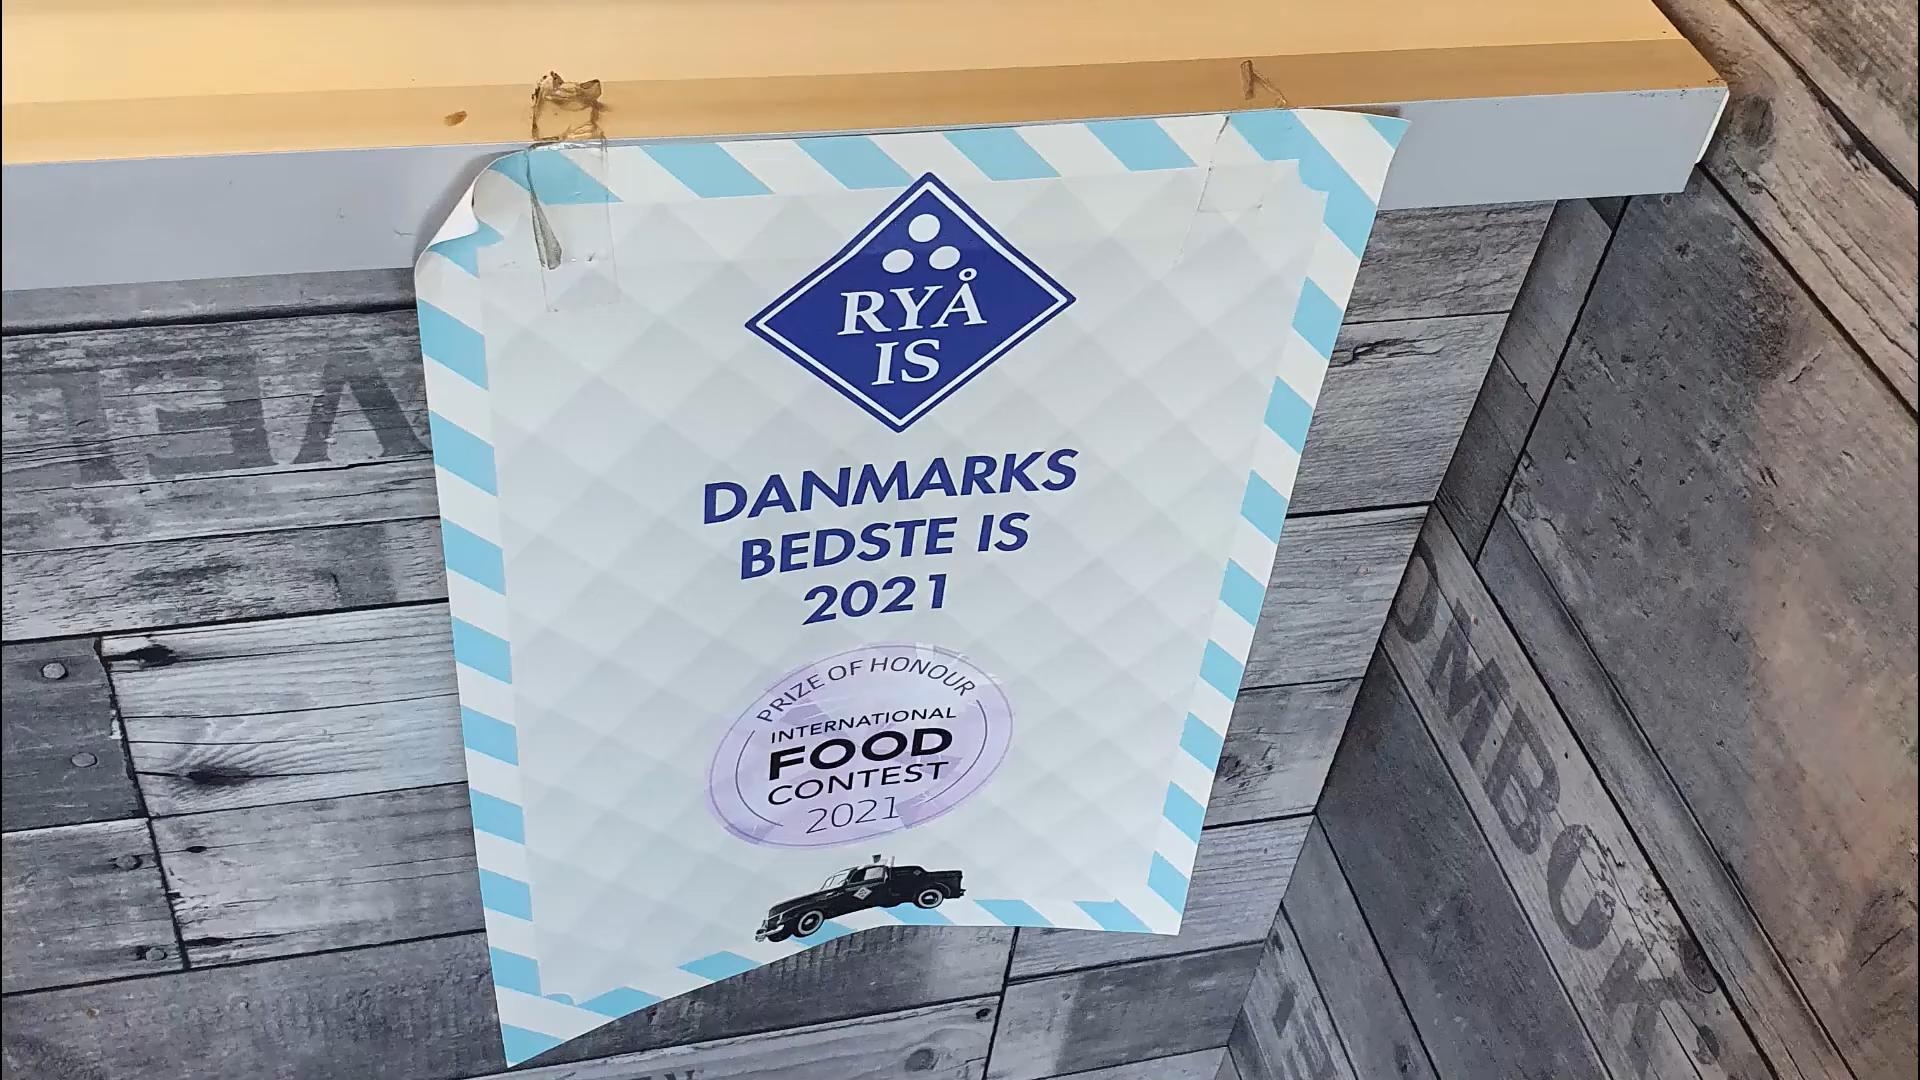 RYÅ
IS
DANMARKS
BEDSTE IS
2021
PRIZE OF HONOUR
INTERNATIONAL
FOOD
CONTEST
2021